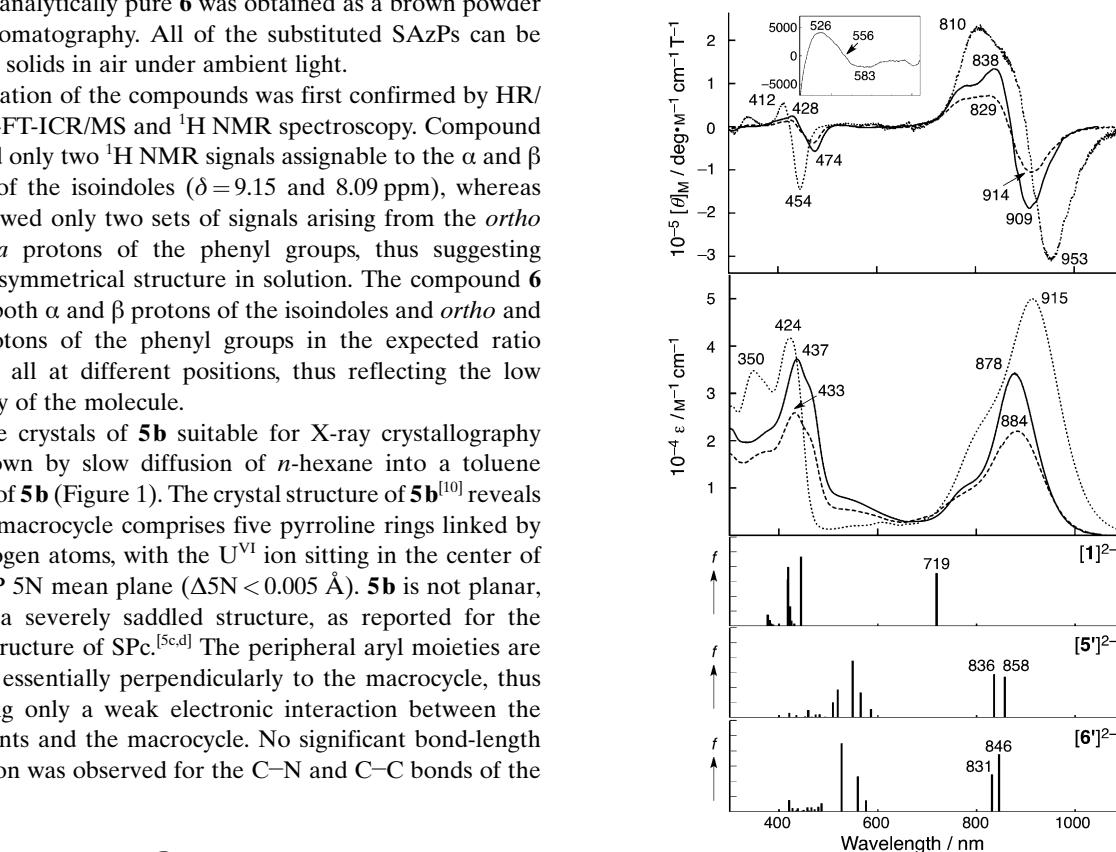 analytically pure 6 was obtained as a brown powder
omatography. All of the substituted SAzPs can be
solids in air under ambient light.
ation of the compounds was first confirmed by HR/
-FT-ICR/MS and ¹H NMR spectroscopy. Compound
only two ¹H NMR signals assignable to the α and β
of the isoindoles (δ = 9.15 and 8.09 ppm), whereas
wed only two sets of signals arising from the ortho
a protons of the phenyl groups, thus suggesting
symmetrical structure in solution. The compound 6
both α and β protons of the isoindoles and ortho and
otons of the phenyl groups in the expected ratio
all at different positions, thus reflecting the low
y of the molecule.
e crystals of 5b suitable for X-ray crystallography
own by slow diffusion of n-hexane into a toluene
of 5b (Figure 1). The crystal structure of 5b[10] reveals
macrocycle comprises five pyrroline rings linked by
ogen atoms, with the U^VI ion sitting in the center of
P 5N mean plane (Δ5N < 0.005 Å). 5b is not planar,
a severely saddled structure, as reported for the
ructure of SPc.[5c,d] The peripheral aryl moieties are
essentially perpendicularly to the macrocycle, thus
g only a weak electronic interaction between the
nts and the macrocycle. No significant bond-length
on was observed for the C−N and C−C bonds of the
5000
0
−5000
526
556
583
810
838
829
412
428
474
454
914
909
953
2
1
0
−1
−2
−3
10⁻⁵ [θ]M / deg•M⁻¹ cm⁻¹ T⁻¹
5
4
3
2
1
10⁻⁴ ε / M⁻¹ cm⁻¹
350
424
437
433
878
884
915
f
719
[1]²⁻
f
836 858
[5']²⁻
f
831
846
[6']²⁻
400 600 800 1000
Wavelength / nm